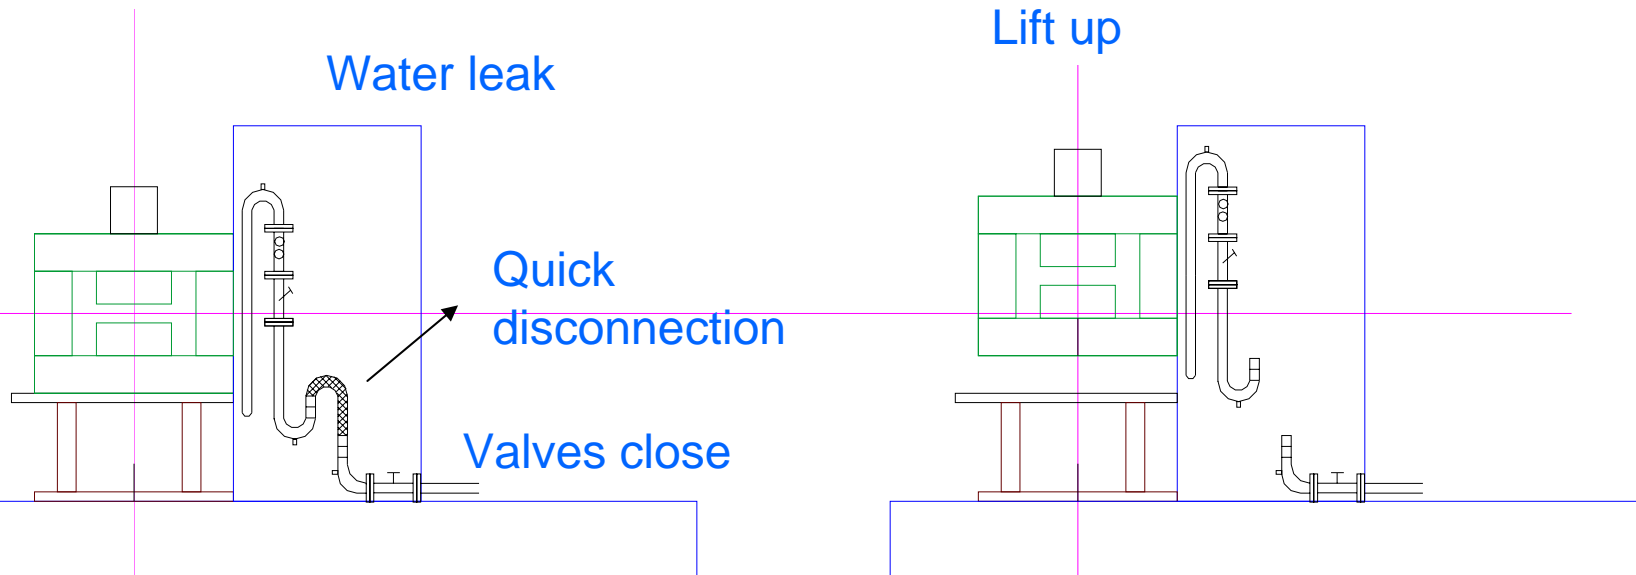 Water leak
Quick
disconnection
Valves close
Lift up